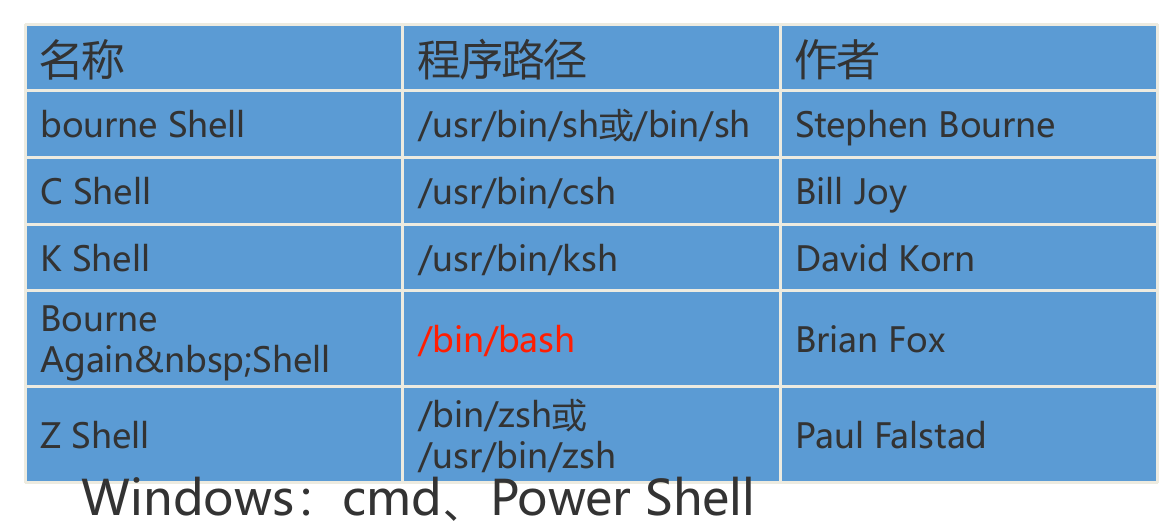 名称 程序路径 作者
bourne Shell /usr/bin/sh或/bin/sh Stephen Bourne
C Shell /usr/bin/csh Bill Joy
K Shell /usr/bin/ksh David Korn
Bourne
Again&nbsp;Shell /bin/bash Brian Fox
Z Shell /bin/zsh或
/usr/bin/zsh Paul Falstad
Windows：cmd、Power Shell